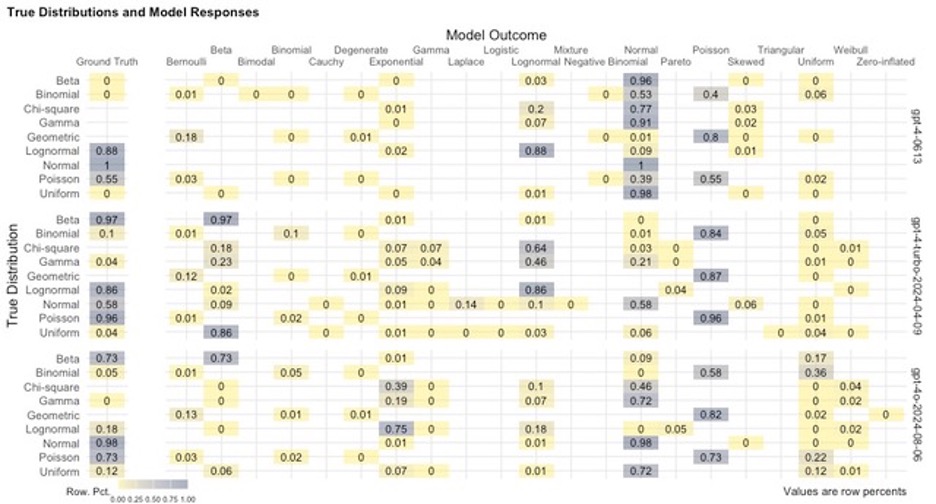 True Distributions and Model Responses
Model Outcome
Beta Binomial Degenerate Gamma Logistic Mixture Normal Poisson Triangular Weibull
Ground Truth Bernoulli Bimodal Cauchy Exponential Laplace Lognormal Negative Binomial Pareto Skewed Uniform Zero-inflated
True Distribution
gpt-4-0613
Beta 0 0 0 0.03 0.96 0 0
Binomial 0 0.01 0 0 0 0 0.53 0.4 0.06
Chi-square 0.01 0.2 0.77 0.03
Gamma 0 0.07 0.91 0.02
Geometric 0.18 0 0.01 0 0.01 0.8 0 0
Lognormal 0.88 0.02 0.88 0.09 0.01
Normal 1 1
Poisson 0.55 0.03 0 0 0 0.39 0.55 0.02
Uniform 0 0 0 0.01 0.98 0 0
gpt-4-turbo-2024-04-09
Beta 0.97 0.97 0.01 0.01 0 0
Binomial 0.1 0.01 0.1 0 0.01 0.84 0.05
Chi-square 0.18 0.07 0.07 0.64 0.03 0 0 0.01
Gamma 0.04 0.23 0.05 0.04 0.46 0.21 0 0.01 0
Geometric 0.12 0 0.01 0.87 0
Lognormal 0.86 0.02 0.09 0 0.86 0.04 0
Normal 0.58 0.09 0 0.01 0 0.14 0 0.1 0 0.58 0.06 0
Poisson 0.96 0.01 0.02 0 0.96 0.01
Uniform 0.04 0.86 0 0.01 0 0 0 0.03 0.06 0 0.04 0
gpt-4o-2024-08-06
Beta 0.73 0.73 0.01 0.09 0.17
Binomial 0.05 0.01 0.05 0 0 0.58 0.36
Chi-square 0 0.39 0 0.1 0.46 0 0.04
Gamma 0 0 0.19 0 0.07 0.72 0 0.02
Geometric 0.13 0.01 0.01 0.82 0.02 0
Lognormal 0.18 0 0.75 0 0.18 0 0.05 0 0.02
Normal 0.98 0.01 0.01 0.98 0 0 0
Poisson 0.73 0.03 0.02 0 0.73 0.22
Uniform 0.12 0.06 0.07 0 0.01 0.72 0.12 0.01
Row. Pct.
0.00 0.25 0.50 0.75 1.00
Values are row percents